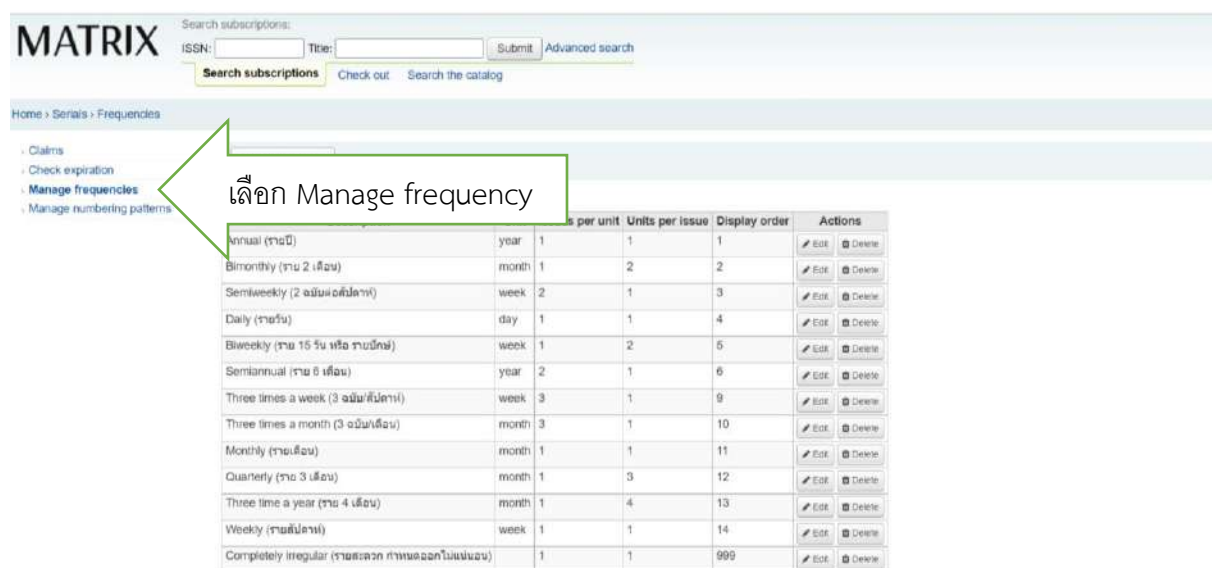 MATRIX
Search subscriptions:
ISSN: Title: Submit Advanced search
Search subscriptions Check out Search the catalog
Home › Serials › Frequencies
Claims
Check expiration
Manage frequencies
Manage numbering patterns
เลือก Manage frequency
per unit Units per issue Display order Actions
Annual (รายปี) year 1 1 1 Edit Delete
Bimonthly (ราย 2 เดือน) month 1 2 2 Edit Delete
Semiweekly (2 ฉบับต่อสัปดาห์) week 2 1 3 Edit Delete
Daily (รายวัน) day 1 1 4 Edit Delete
Biweekly (ราย 15 วัน หรือ รายปักษ์) week 1 2 5 Edit Delete
Semiannual (ราย 6 เดือน) year 2 1 6 Edit Delete
Three times a week (3 ฉบับ/สัปดาห์) week 3 1 9 Edit Delete
Three times a month (3 ฉบับ/เดือน) month 3 1 10 Edit Delete
Monthly (รายเดือน) month 1 1 11 Edit Delete
Quarterly (ราย 3 เดือน) month 1 3 12 Edit Delete
Three time a year (ราย 4 เดือน) month 1 4 13 Edit Delete
Weekly (รายสัปดาห์) week 1 1 14 Edit Delete
Completely irregular (รายสะดวก กำหนดออกไม่แน่นอน) 1 1 999 Edit Delete